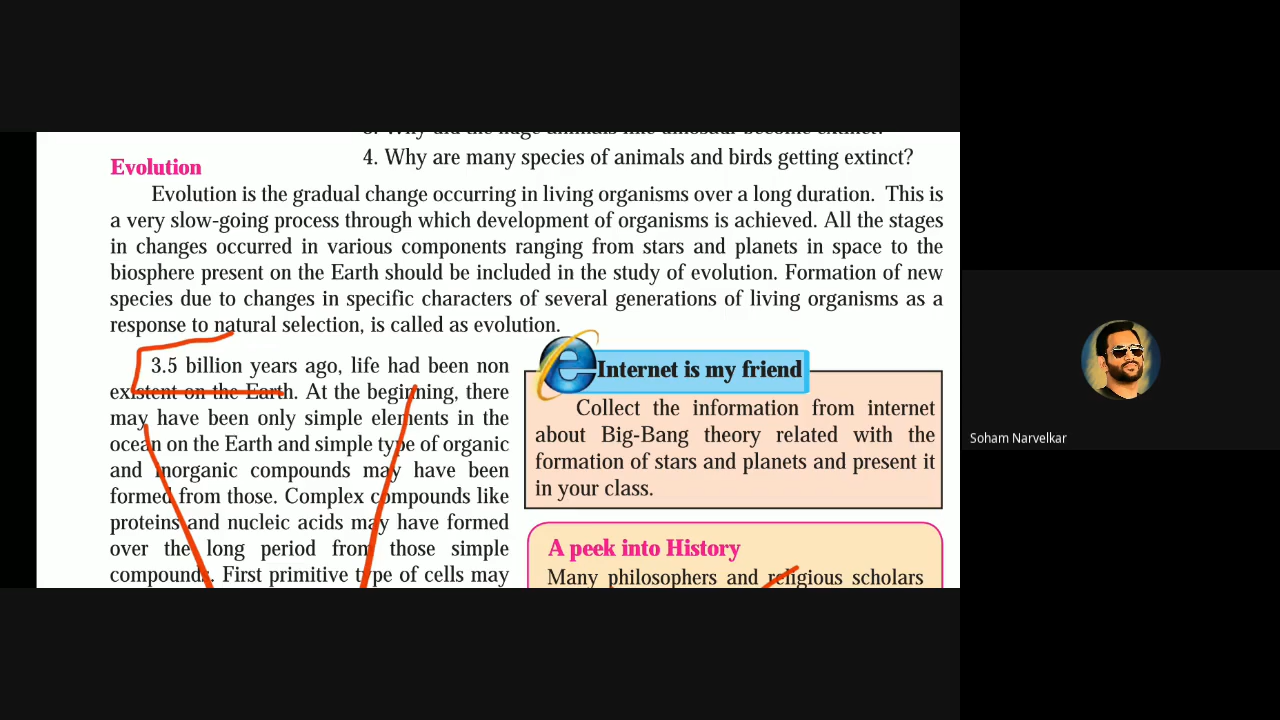 4. Why are many species of animals and birds getting extinct?
Evolution
Evolution is the gradual change occurring in living organisms over a long duration. This is
a very slow-going process through which development of organisms is achieved. All the stages
in changes occurred in various components ranging from stars and planets in space to the
biosphere present on the Earth should be included in the study of evolution. Formation of new
species due to changes in specific characters of several generations of living organisms as a
response to natural selection, is called as evolution.
3.5 billion years ago, life had been non
existent on the Earth. At the beginning, there
may have been only simple elements in the
ocean on the Earth and simple type of organic
and inorganic compounds may have been
formed from those. Complex compounds like
proteins and nucleic acids may have formed
over the long period from those simple
compounds. First primitive type of cells may
Internet is my friend
Collect the information from internet
about Big-Bang theory related with the
formation of stars and planets and present it
in your class.
A peek into History
Many philosophers and religious scholars
Soham Narvelkar